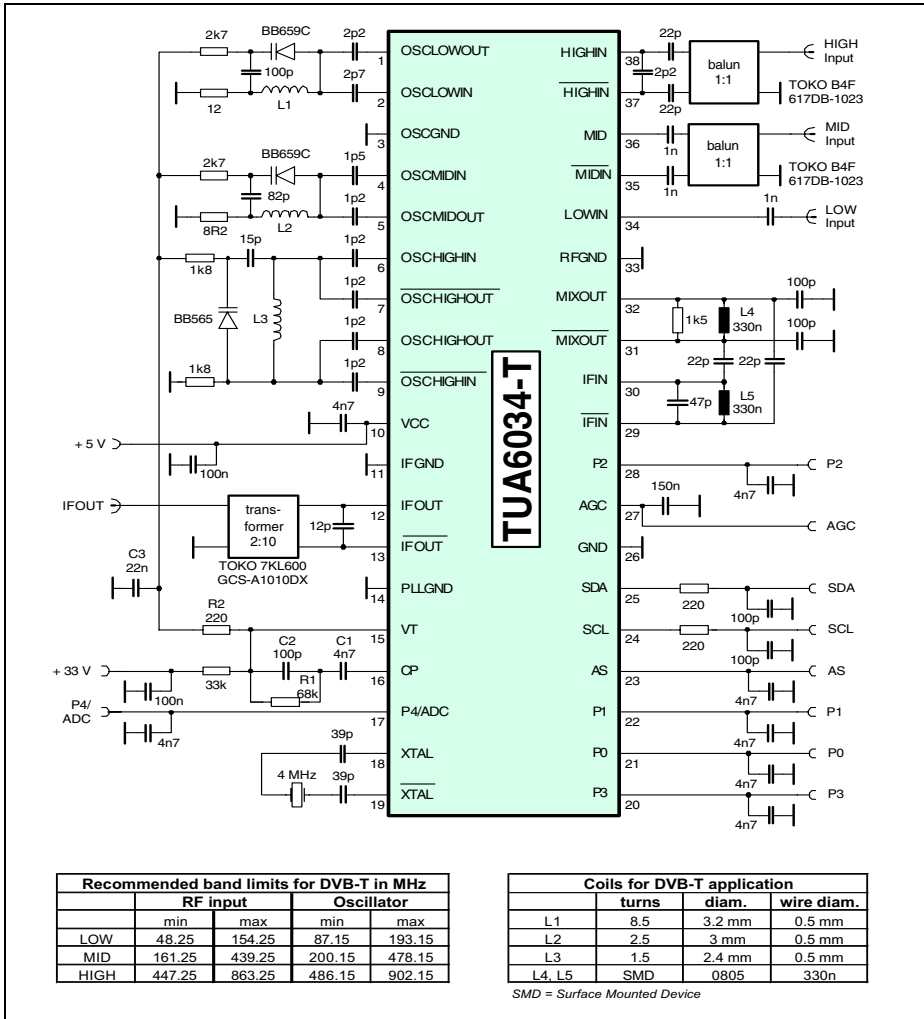 2k7
BB659C
2p2
1
OSCLOWOUT
100p
12
L1
2p7
2
OSCLOWIN
3
OSCGND
2k7
BB659C
1p5
4
OSCMIDIN
82p
8R2
L2
1p2
5
OSCMIDOUT
15p
1k8
1p2
6
OSCHIGHIN
BB565
L3
1p2
7
OSCHIGHOUT
1p2
8
OSCHIGHOUT
1k8
1p2
9
OSCHIGHIN
4n7
10
VCC
+ 5 V
100n
11
IFGND
IFOUT
trans-
former
2:10
12p
12
IFOUT
13
IFOUT
TOKO 7KL600
GCS-A1010DX
C3
22n
14
PLLGND
R2
220
15
VT
C2
100p
C1
4n7
+ 33 V
33k
100n
R1
68k
16
CP
P4/
ADC
4n7
17
P4/ADC
39p
18
XTAL
4 MHz
39p
19
XTAL
TUA6034-T
HIGHIN
38
22p
2p2
balun
1:1
HIGH
Input
HIGHIN
37
22p
TOKO B4F
617DB-1023
MID
36
1n
balun
1:1
MID
Input
MIDIN
35
1n
TOKO B4F
617DB-1023
LOWIN
34
1n
LOW
Input
RFGND
33
MIXOUT
32
100p
1k5
L4
330n
MIXOUT
31
100p
22p
22p
IFIN
30
47p
L5
330n
IFIN
29
P2
28
4n7
P2
AGC
27
150n
AGC
GND
26
SDA
25
220
100p
SDA
SCL
24
220
100p
SCL
AS
23
4n7
AS
P1
22
4n7
P1
P0
21
4n7
P0
P3
20
4n7
P3
Recommended band limits for DVB-T in MHz
RF input Oscillator
min max min max
LOW 48.25 154.25 87.15 193.15
MID 161.25 439.25 200.15 478.15
HIGH 447.25 863.25 486.15 902.15
Coils for DVB-T application
turns diam. wire diam.
L1 8.5 3.2 mm 0.5 mm
L2 2.5 3 mm 0.5 mm
L3 1.5 2.4 mm 0.5 mm
L4, L5 SMD 0805 330n
SMD = Surface Mounted Device